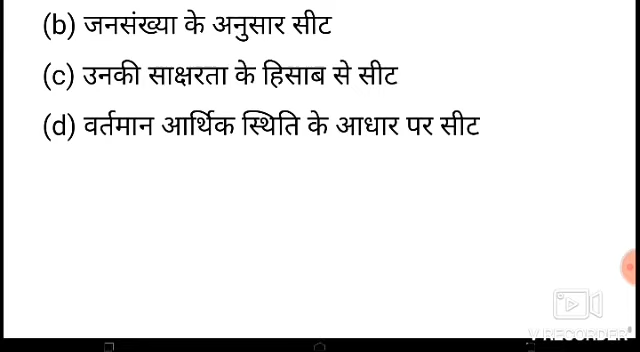 (b) जनसंख्या के अनुसार सीट
(c) उनकी साक्षरता के हिसाब से सीट
(d) वर्तमान आर्थिक स्थिति के आधार पर सीट
V RECORDER